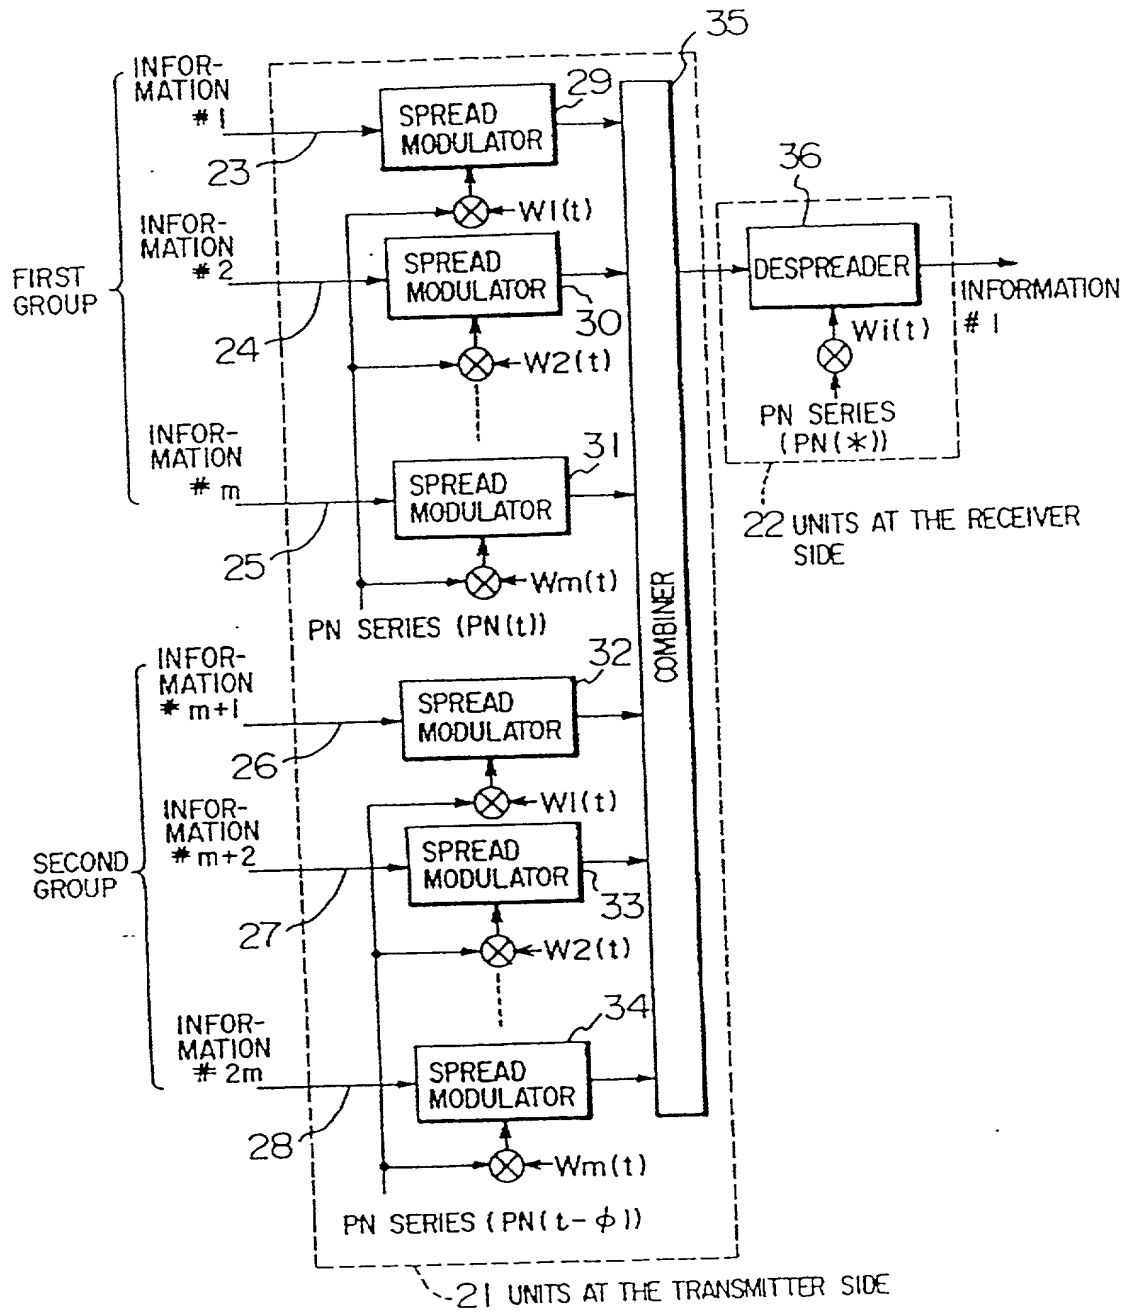 35
INFOR-
MATION
# 1
SPREAD
MODULATOR
29
23
W1(t)
36
INFOR-
MATION
# 2
SPREAD
MODULATOR
30
24
W2(t)
FIRST
GROUP
DESPREADER
INFORMATION
# 1
Wi(t)
PN SERIES
(PN(*))
22 UNITS AT THE RECEIVER
SIDE
INFOR-
MATION
# m
SPREAD
MODULATOR
31
25
Wm(t)
PN SERIES (PN(t))
COMBINER
INFOR-
MATION
# m+1
SPREAD
MODULATOR
32
26
W1(t)
SECOND
GROUP
INFOR-
MATION
# m+2
SPREAD
MODULATOR
33
27
W2(t)
INFOR-
MATION
# 2m
SPREAD
MODULATOR
34
28
Wm(t)
PN SERIES (PN(t-ϕ))
21 UNITS AT THE TRANSMITTER SIDE